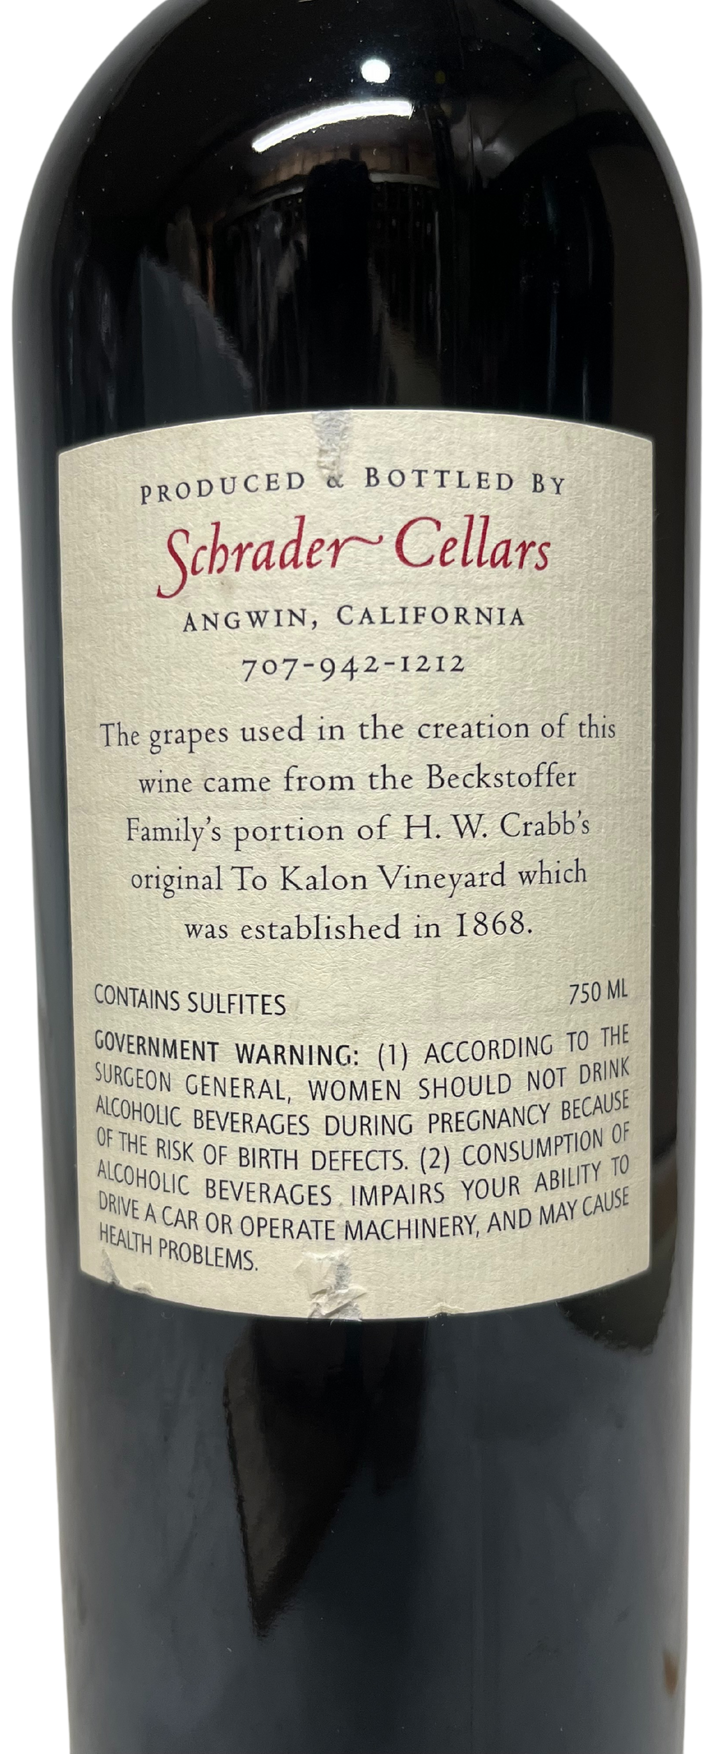 PRODUCED & BOTTLED BY
Schrader Cellars
ANGWIN, CALIFORNIA
707-942-1212
The grapes used in the creation of this
wine came from the Beckstoffer
Family's portion of H. W. Crabb's
original To Kalon Vineyard which
was established in 1868.
CONTAINS SULFITES 750 ML
GOVERNMENT WARNING: (1) ACCORDING TO THE
SURGEON GENERAL, WOMEN SHOULD NOT DRINK
ALCOHOLIC BEVERAGES DURING PREGNANCY BECAUSE
OF THE RISK OF BIRTH DEFECTS. (2) CONSUMPTION OF
ALCOHOLIC BEVERAGES IMPAIRS YOUR ABILITY TO
DRIVE A CAR OR OPERATE MACHINERY, AND MAY CAUSE
HEALTH PROBLEMS.